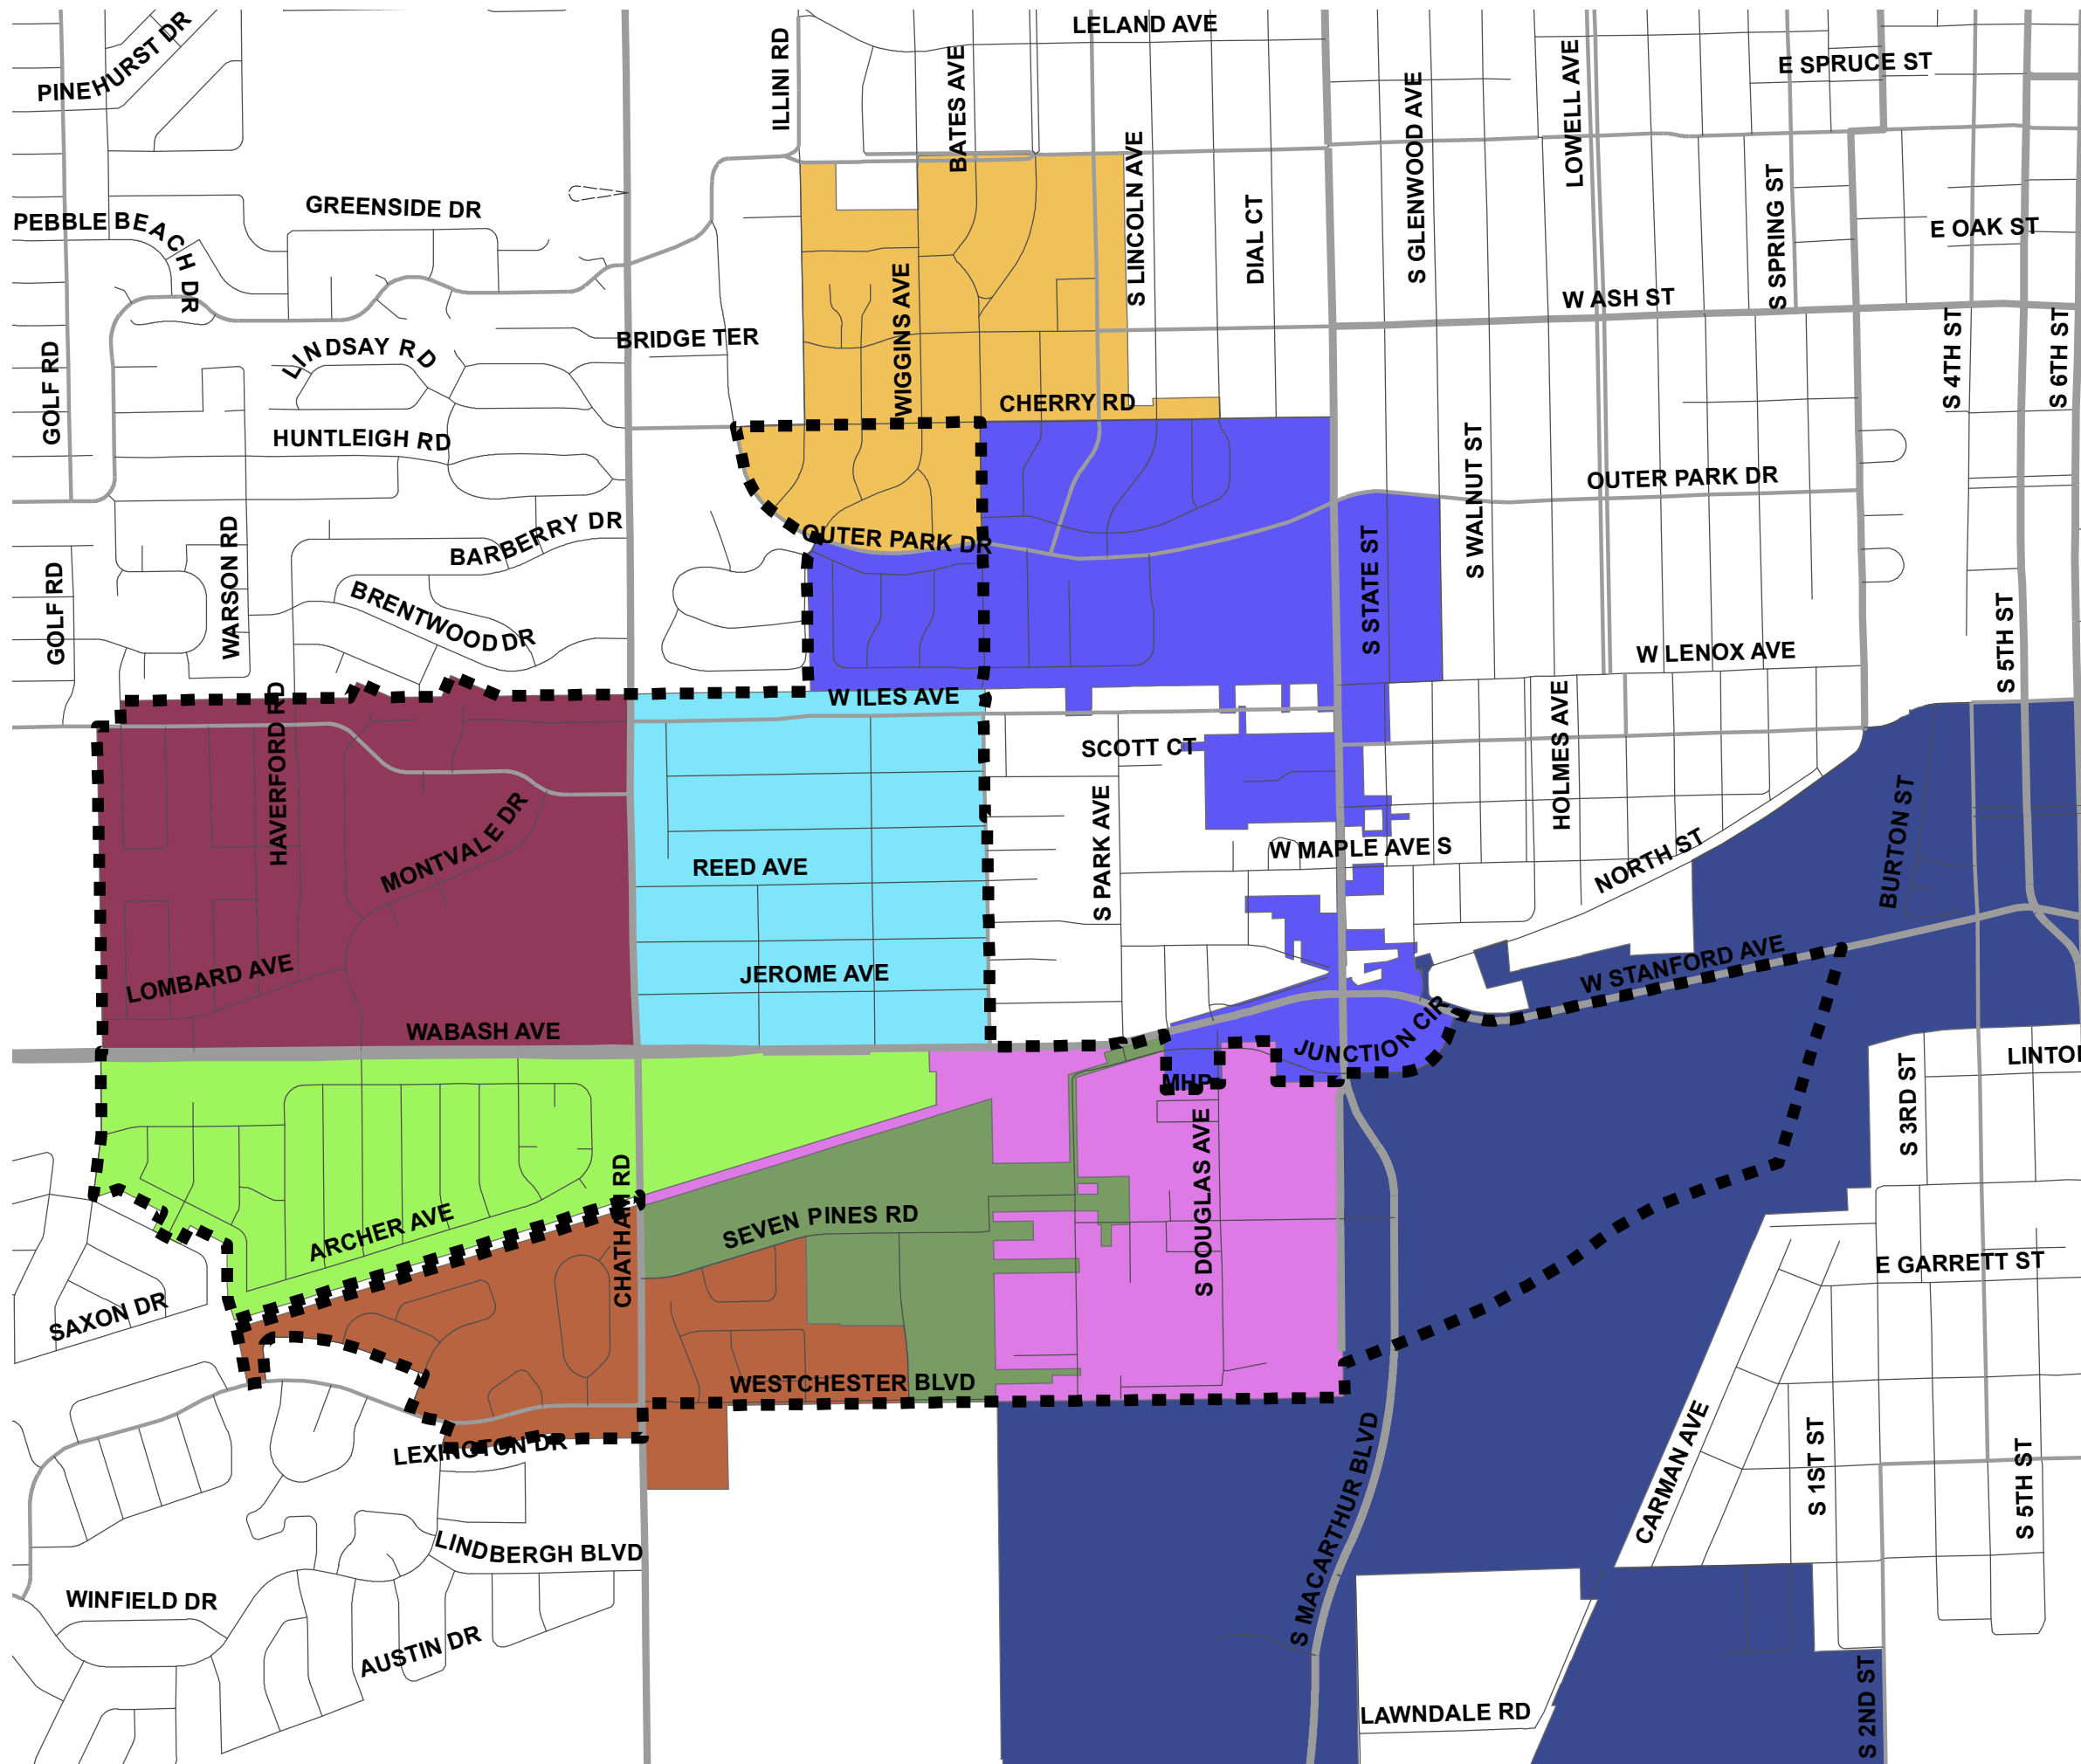 LELAND AVE
PINEHURST DR
ILLINI RD
BATES AVE
LOWELL AVE
E SPRUCE ST
S GLENWOOD AVE
S LINCOLN AVE
S SPRING ST
GREENSIDE DR
PEBBLE BEACH DR
DIAL CT
E OAK ST
W ASH ST
WIGGINS AVE
BRIDGE TER
LINDSAY RD
GOLF RD
S 4TH ST
S 6TH ST
CHERRY RD
HUNTLEIGH RD
S WALNUT ST
OUTER PARK DR
BARBERRY DR
WARSON RD
OUTER PARK DR
S STATE ST
GOLF RD
BRENTWOOD DR
S 5TH ST
W LENOX AVE
W ILES AVE
HAVERFORD RD
SCOTT CT
HOLMES AVE
MONTVALE DR
S PARK AVE
BURTON ST
W MAPLE AVE S
NORTH ST
REED AVE
LOMBARD AVE
JEROME AVE
W STANFORD AVE
WABASH AVE
JUNCTION CIR
LINTO
MHP
S 3RD ST
S DOUGLAS AVE
CHATHAM RD
ARCHER AVE
SEVEN PINES RD
E GARRETT ST
SAXON DR
WESTCHESTER BLVD
LEXINGTON DR
CARMAN AVE
S 1ST ST
S MACARTHUR BLVD
S 5TH ST
LINDBERGH BLVD
WINFIELD DR
AUSTIN DR
S 2ND ST
LAWNDALE RD